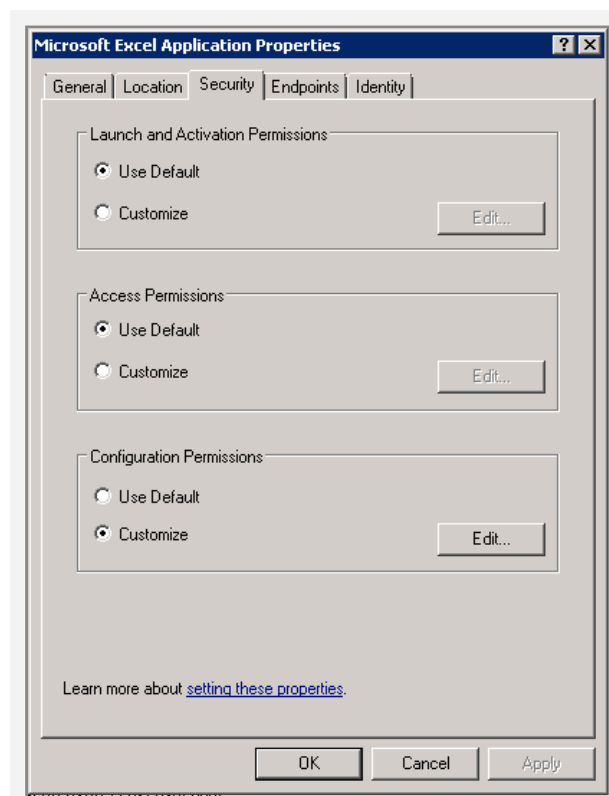 Microsoft Excel Application Properties
General Location Security Endpoints Identity
Launch and Activation Permissions
Use Default
Customize Edit...
Access Permissions
Use Default
Customize Edit...
Configuration Permissions
Use Default
Customize Edit...
Learn more about setting these properties.
OK Cancel Apply